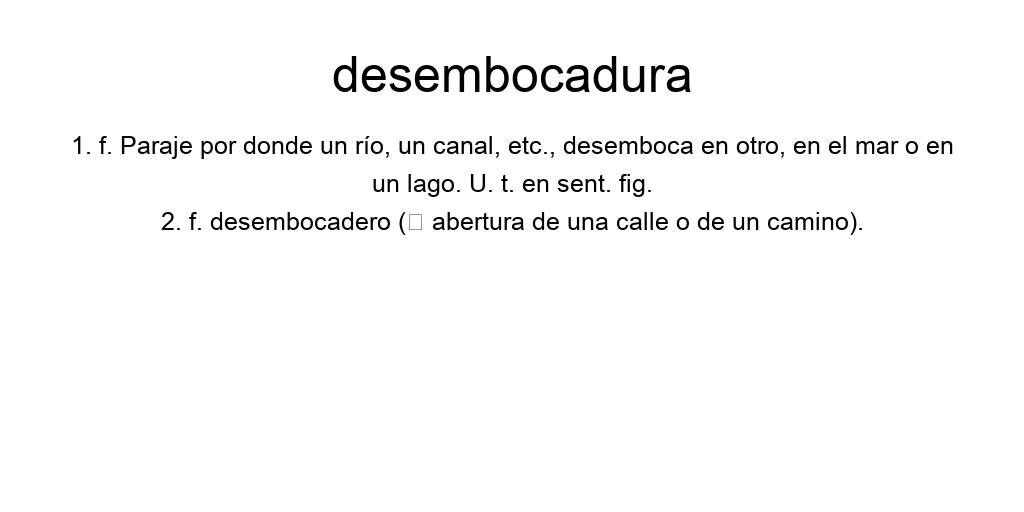 desembocadura
1. f. Paraje por donde un río, un canal, etc., desemboca en otro, en el mar o en
un lago. U. t. en sent. fig.
2. f. desembocadero (▯ abertura de una calle o de un camino).